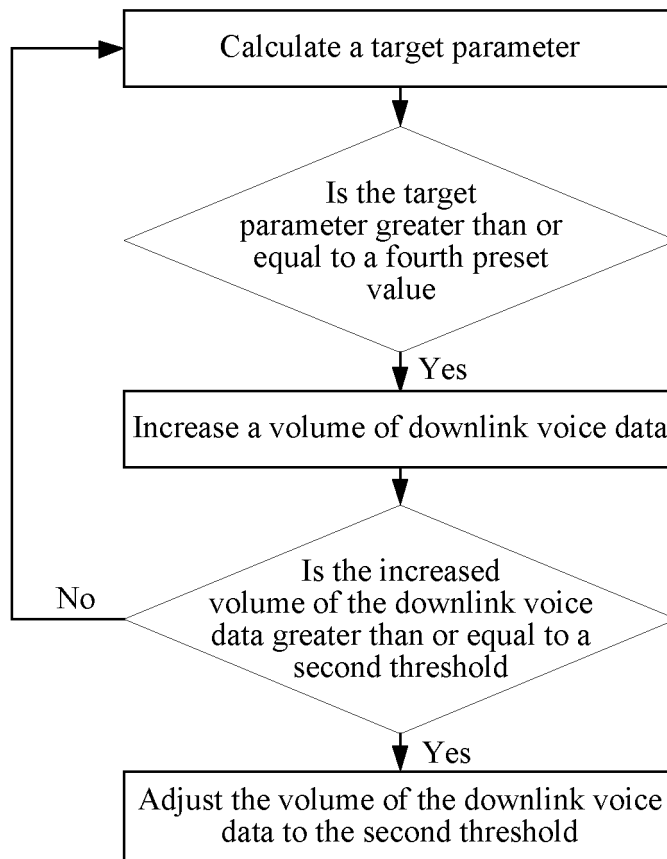 Calculate a target parameter
Is the target
parameter greater than or
equal to a fourth preset
value
Yes
Increase a volume of downlink voice data
Is the increased
volume of the downlink voice
data greater than or equal to a
second threshold
No
Yes
Adjust the volume of the downlink voice
data to the second threshold